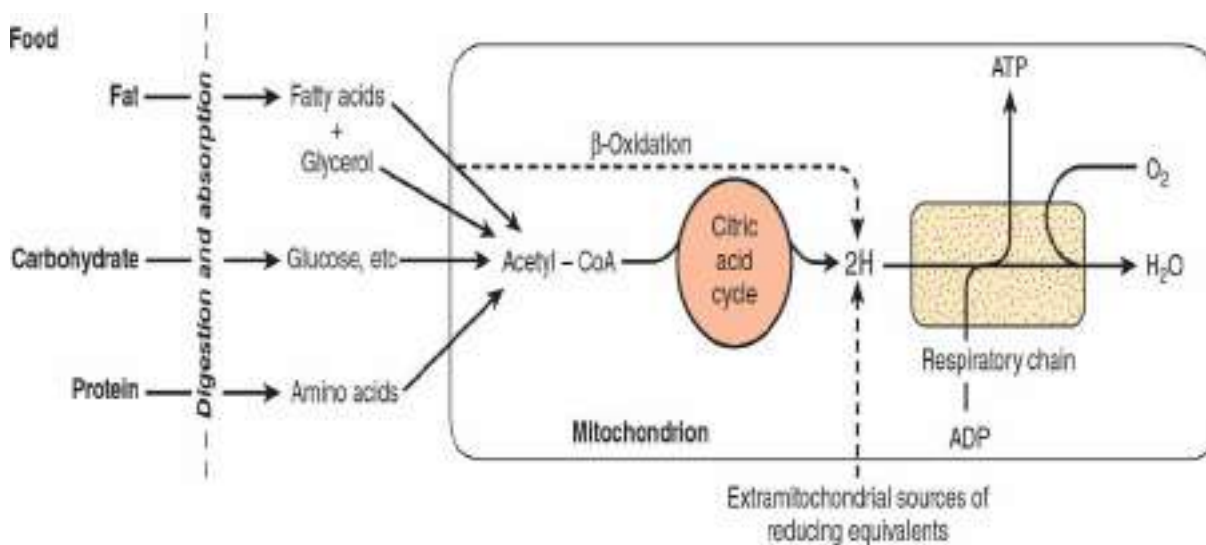 Food
Fat
Digestion and absorption
Fatty acids
+
Glycerol
Carbohydrate
Glucose, etc
Protein
Amino acids
β-Oxidation
Acetyl – CoA
Citric
acid
cycle
2H
ATP
O₂
H₂O
Respiratory chain
ADP
Mitochondrion
Extramitochondrial sources of
reducing equivalents